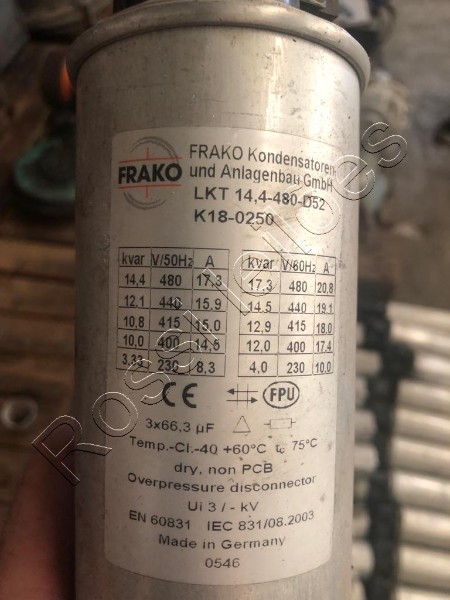 FRAKO
FRAKO Kondensatoren-
und Anlagenbau GmbH
LKT 14,4-480-D52
K18-0250
kvar V/50Hz A
14,4 480 17,3
12,1 440 15,9
10,8 415 15,0
10,0 400 14,5
3,33 230 8,3
kvar V/60Hz A
17,3 480 20,8
14,5 440 19,1
12,9 415 18,0
12,0 400 17,4
4,0 230 10,0
CE FPU
3x66,3 µF
Temp.-Cl.-40 +60°C tc 75°C
dry, non PCB
Overpressure disconnector
Ui 3 / - kV
EN 60831 IEC 831/08.2003
Made in Germany
0546
Rossi Leilões